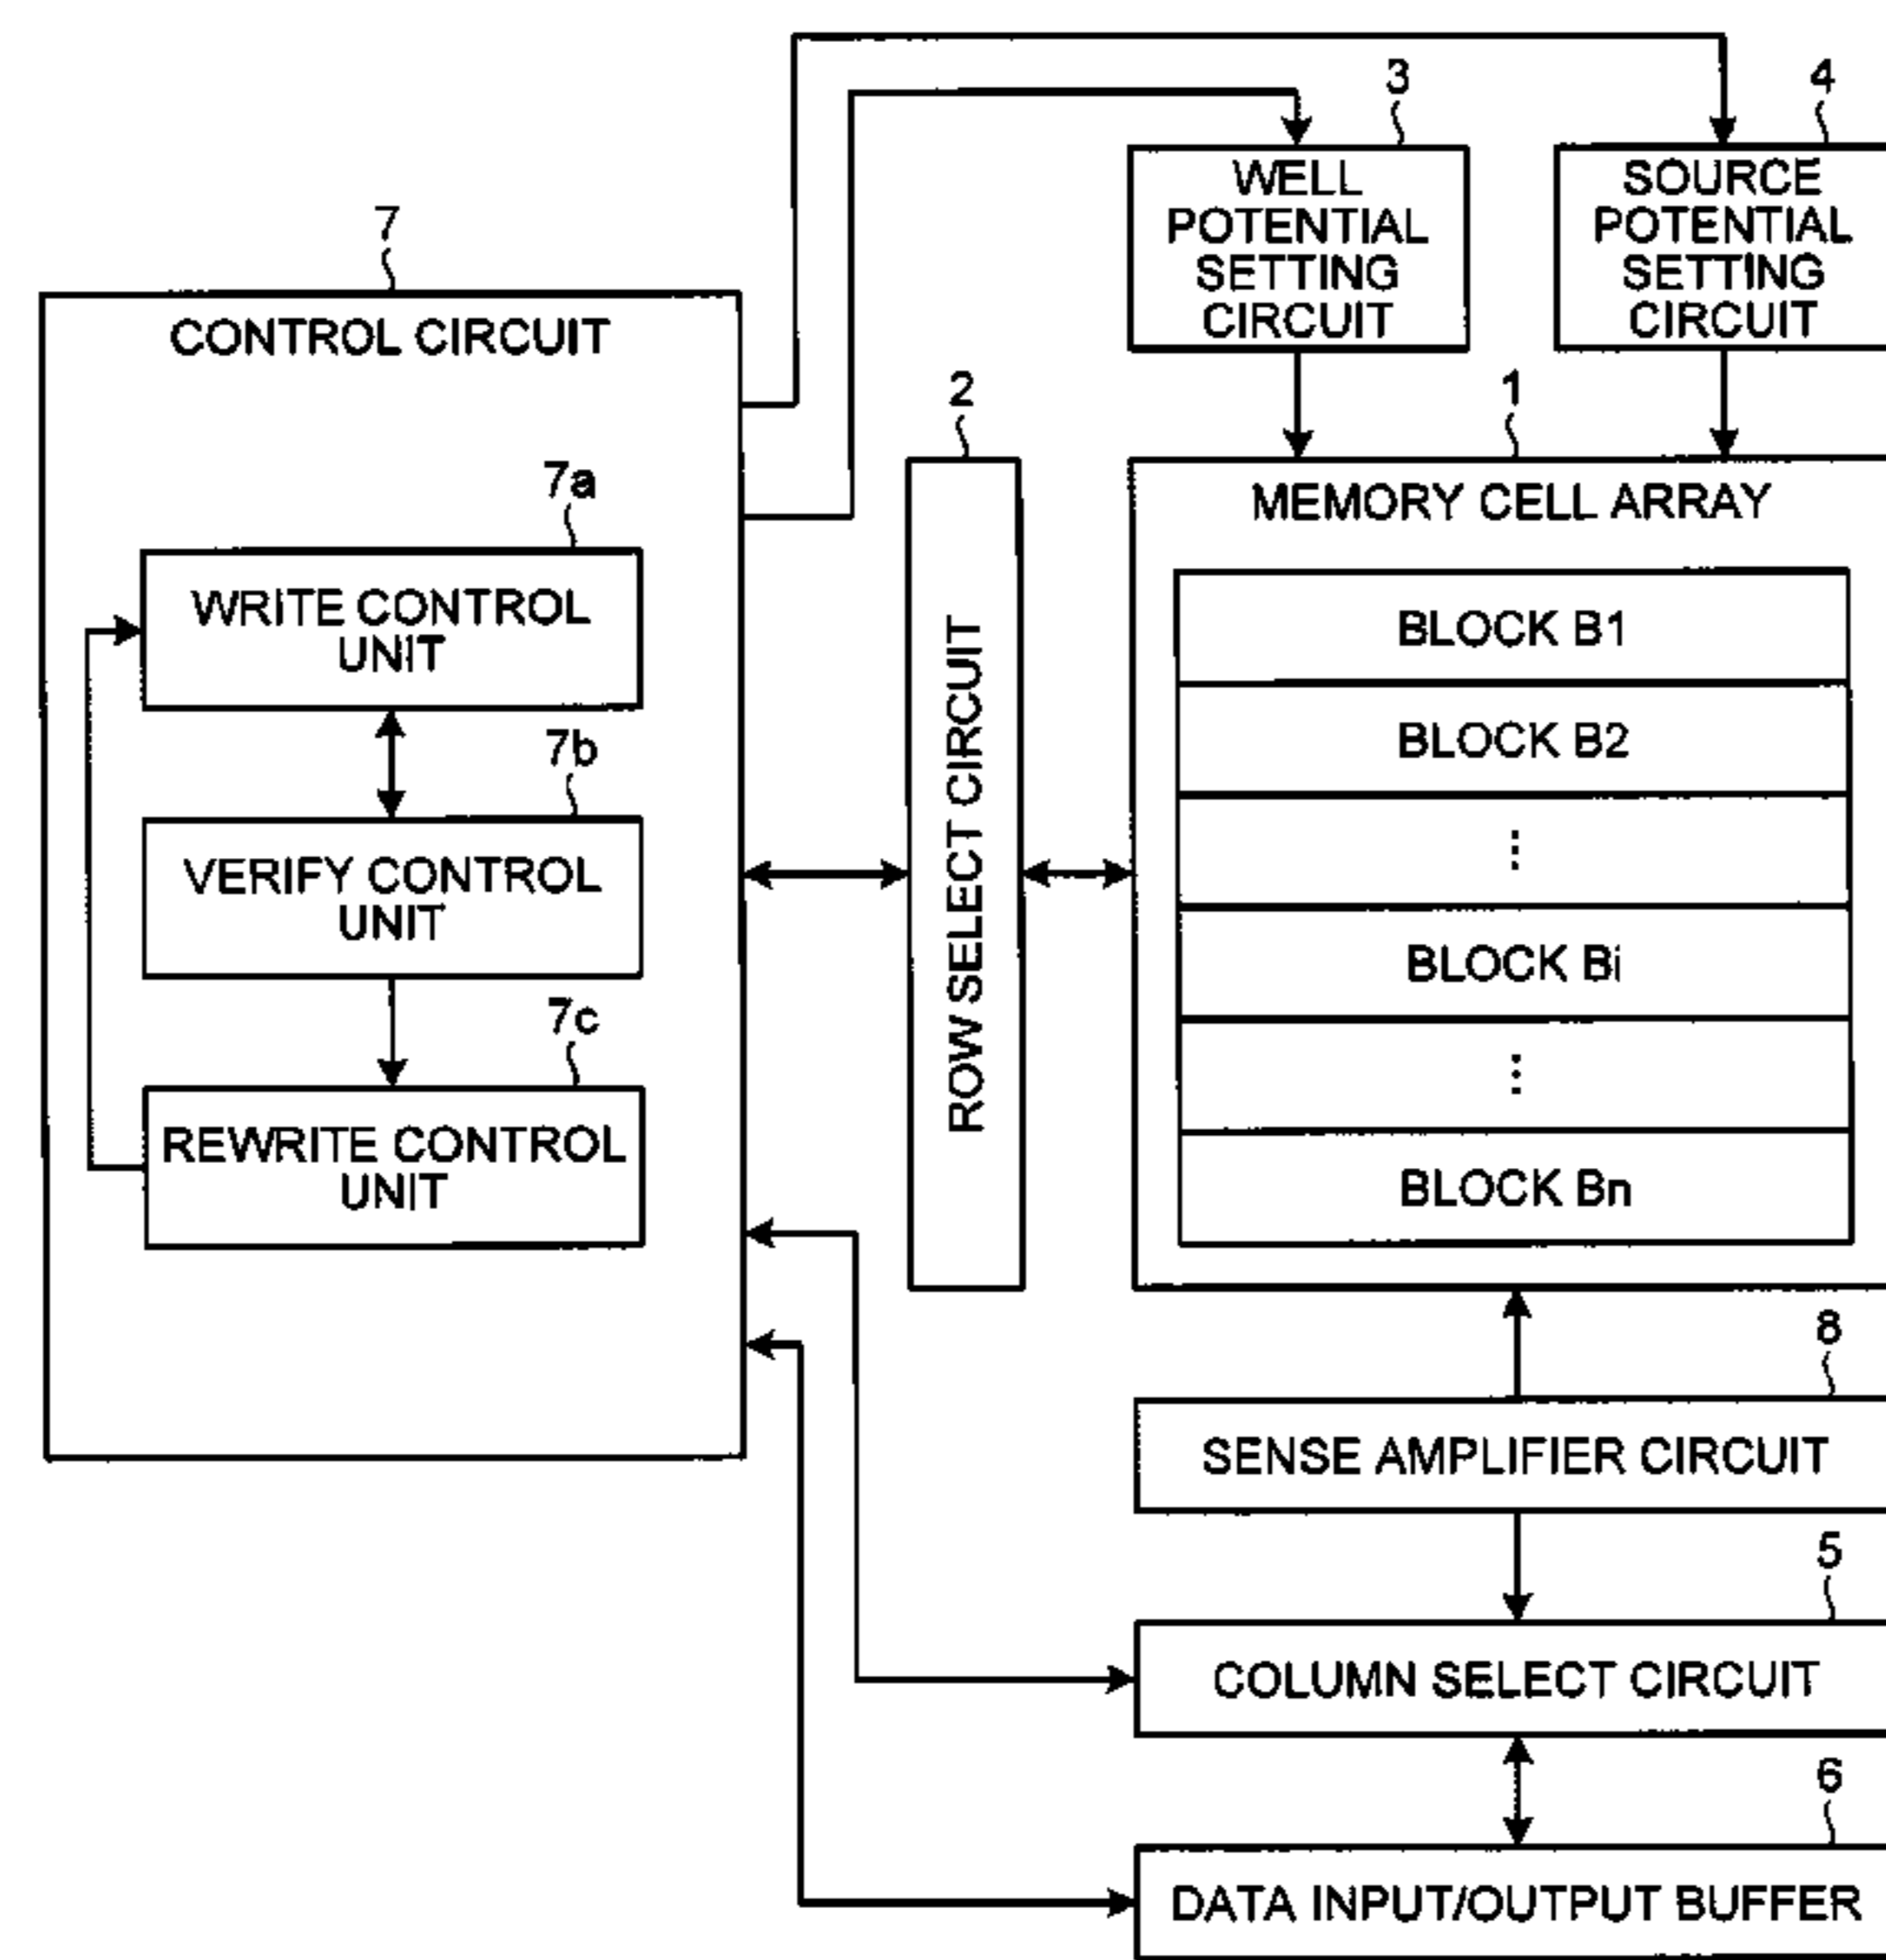 3
4
WELL
POTENTIAL
SETTING
CIRCUIT
SOURCE
POTENTIAL
SETTING
CIRCUIT
7
CONTROL CIRCUIT
2
1
MEMORY CELL ARRAY
7a
WRITE CONTROL
UNIT
7b
VERIFY CONTROL
UNIT
7c
REWRITE CONTROL
UNIT
ROW SELECT CIRCUIT
BLOCK B1
BLOCK B2
⋮
BLOCK Bi
⋮
BLOCK Bn
8
SENSE AMPLIFIER CIRCUIT
5
COLUMN SELECT CIRCUIT
6
DATA INPUT/OUTPUT BUFFER